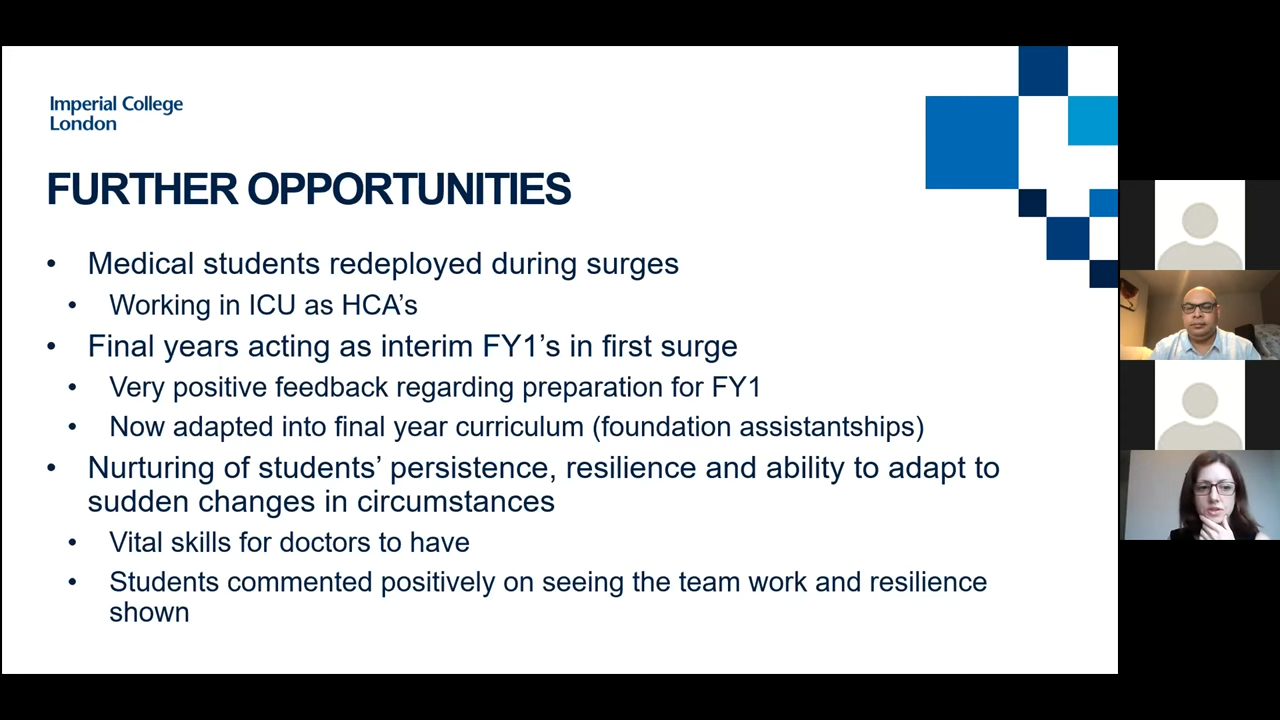 Imperial College
London
FURTHER OPPORTUNITIES
• Medical students redeployed during surges
• Working in ICU as HCA’s
• Final years acting as interim FY1’s in first surge
• Very positive feedback regarding preparation for FY1
• Now adapted into final year curriculum (foundation assistantships)
• Nurturing of students’ persistence, resilience and ability to adapt to
sudden changes in circumstances
• Vital skills for doctors to have
• Students commented positively on seeing the team work and resilience
shown